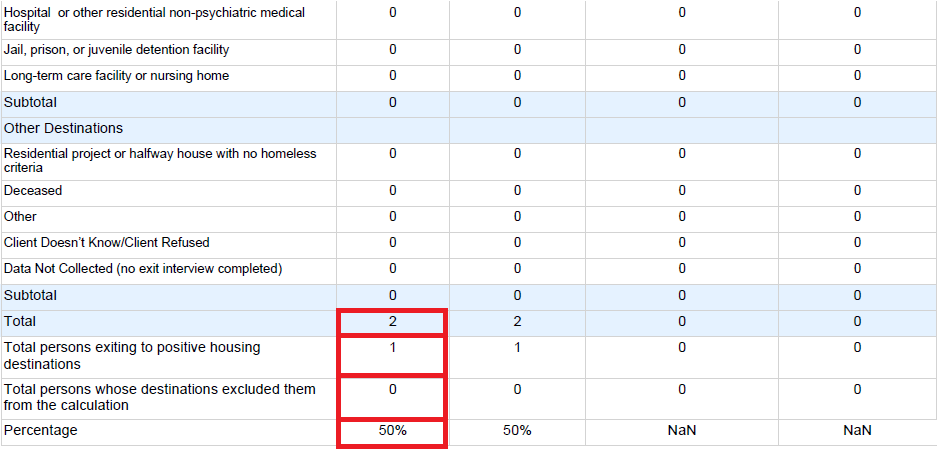 Hospital  or other residential non-psychiatric medical
facility 0 0 0 0
Jail, prison, or juvenile detention facility 0 0 0 0
Long-term care facility or nursing home 0 0 0 0
Subtotal 0 0 0 0
Other Destinations
Residential project or halfway house with no homeless
criteria 0 0 0 0
Deceased 0 0 0 0
Other 0 0 0 0
Client Doesn't Know/Client Refused 0 0 0 0
Data Not Collected (no exit interview completed) 0 0 0 0
Subtotal 0 0 0 0
Total 2 2 0 0
Total persons exiting to positive housing
destinations 1 1 0 0
Total persons whose destinations excluded them
from the calculation 0 0 0 0
Percentage 50% 50% NaN NaN